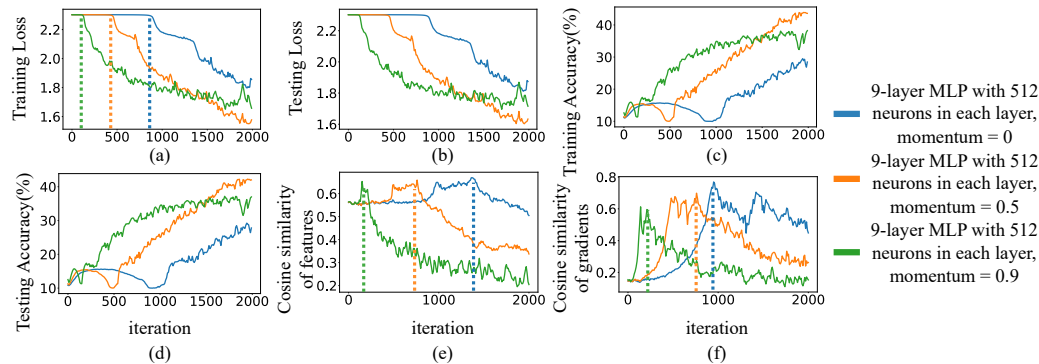 Training Loss
2.2
2.0
1.8
1.6
0
500
1000
1500
2000
(a)
Testing Loss
2.2
2.0
1.8
1.6
0
500
1000
1500
2000
(b)
Training Accuracy(%)
40
30
20
10
0
500
1000
1500
2000
(c)
9-layer MLP with 512
neurons in each layer,
momentum = 0
9-layer MLP with 512
neurons in each layer,
momentum = 0.5
9-layer MLP with 512
neurons in each layer,
momentum = 0.9
Testing Accuracy(%)
40
30
20
10
0
500
1000
1500
2000
iteration
(d)
Cosine similarity
of features
0.6
0.4
0.2
0
1000
2000
iteration
(e)
Cosine similarity
of gradients
0.8
0.6
0.4
0.2
0
1000
2000
iteration
(f)